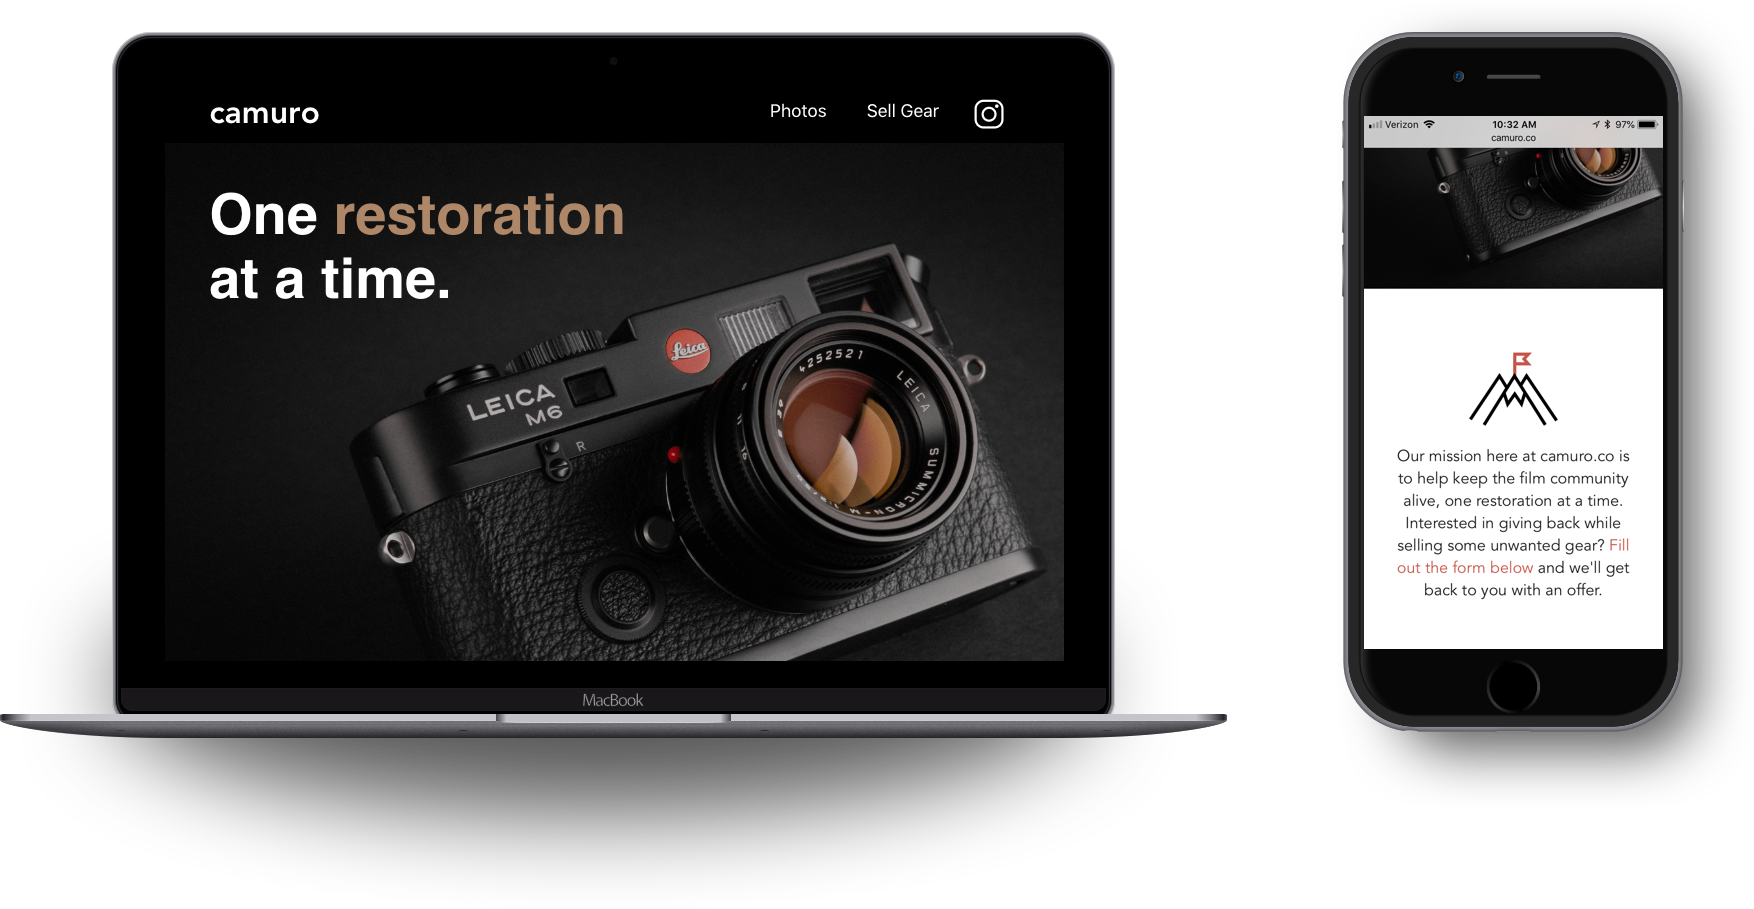 camuro
Photos
Sell Gear
One restoration
at a time.
Leica
LEICA
M6
R
4252521
LEICA
SUMMICRON-M
MacBook
Verizon
10:32 AM
97%
camuro.co
Our mission here at camuro.co is
to help keep the film community
alive, one restoration at a time.
Interested in giving back while
selling some unwanted gear? Fill
out the form below and we'll get
back to you with an offer.